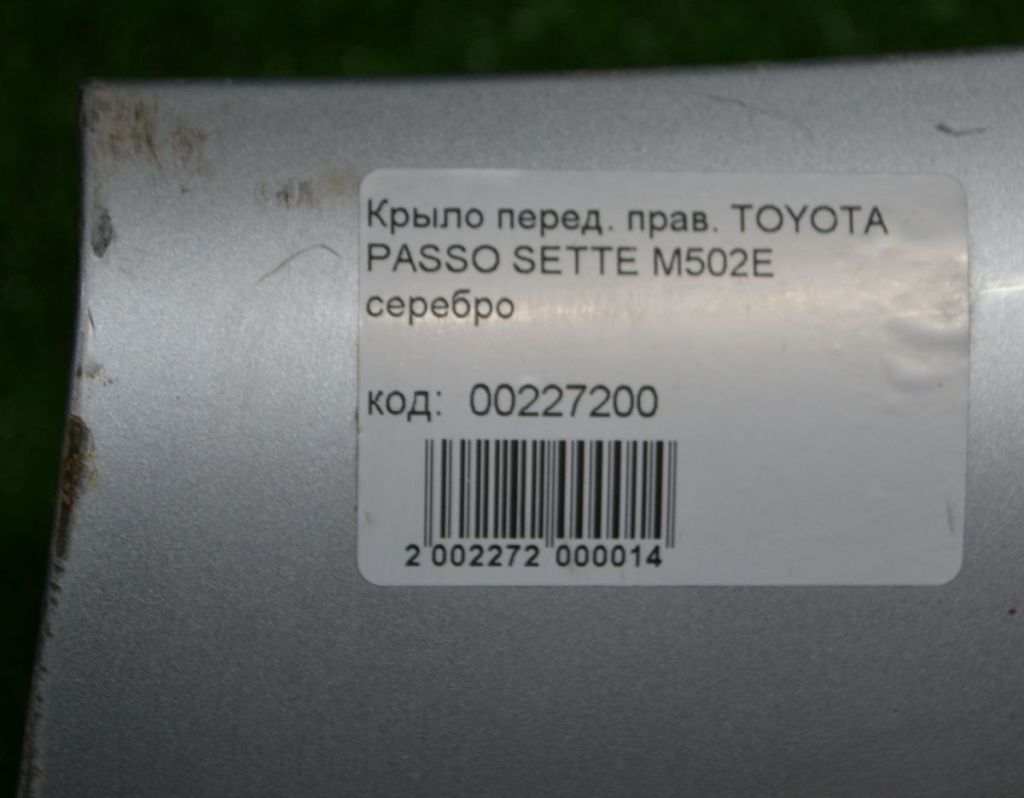 Крыло перед. прав. TOYOTA
PASSO SETTE M502E
серебро
код: 00227200
2 002272 000014